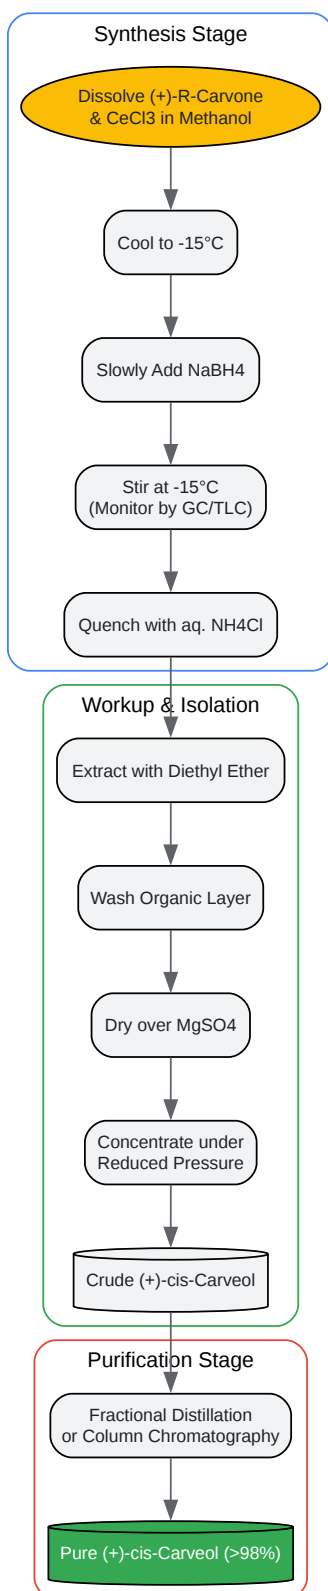 Synthesis Stage
Dissolve (+)-R-Carvone
& CeCl3 in Methanol
Cool to -15°C
Slowly Add NaBH4
Stir at -15°C
(Monitor by GC/TLC)
Quench with aq. NH4Cl
Workup & Isolation
Extract with Diethyl Ether
Wash Organic Layer
Dry over MgSO4
Concentrate under
Reduced Pressure
Crude (+)-cis-Carveol
Purification Stage
Fractional Distillation
or Column Chromatography
Pure (+)-cis-Carveol (>98%)